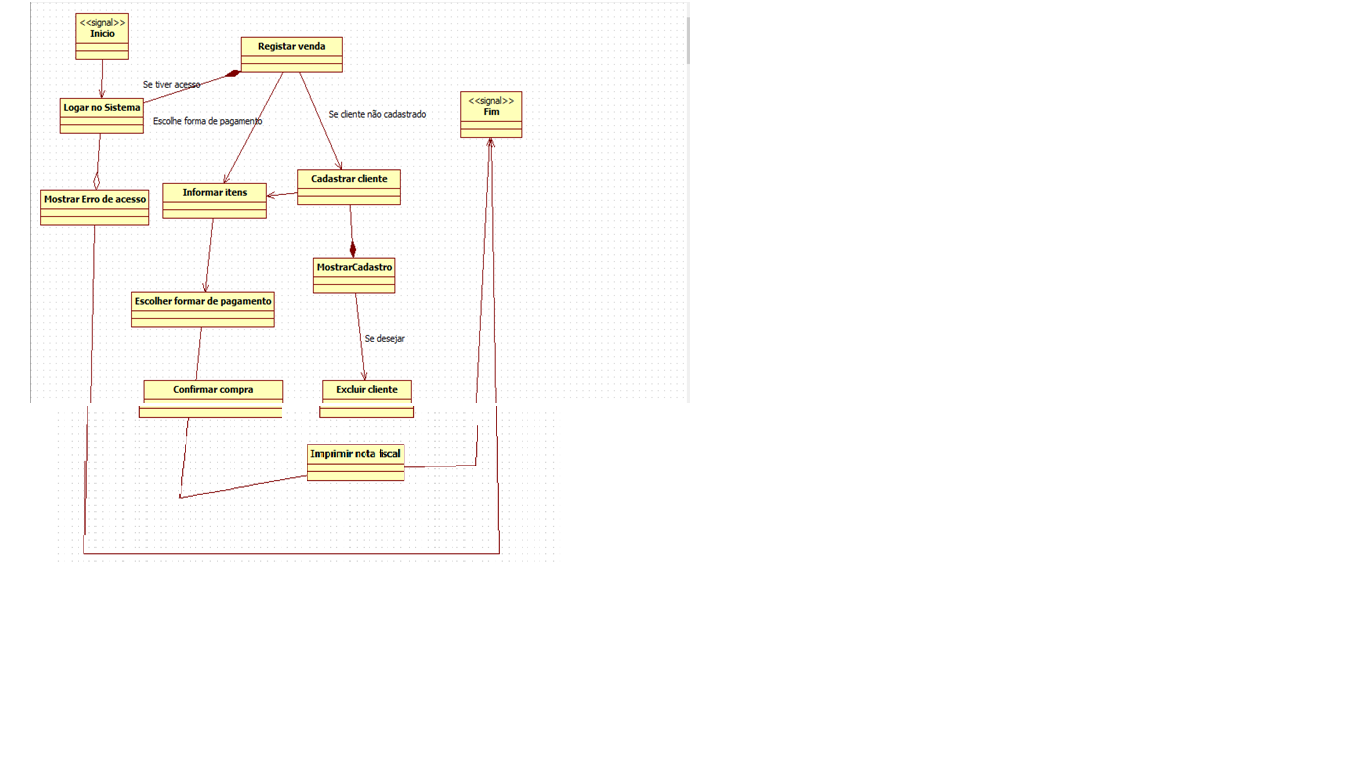 <<signal>>
Inicio
Registar venda
Se tiver acesso
<<signal>>
Fim
Logar no Sistema
Escolhe forma de pagamento
Se cliente não cadastrado
Cadastrar cliente
Informar itens
Mostrar Erro de acesso
MostrarCadastro
Escolher formar de pagamento
Se desejar
Confirmar compra
Excluir cliente
Imprimir nota liscal